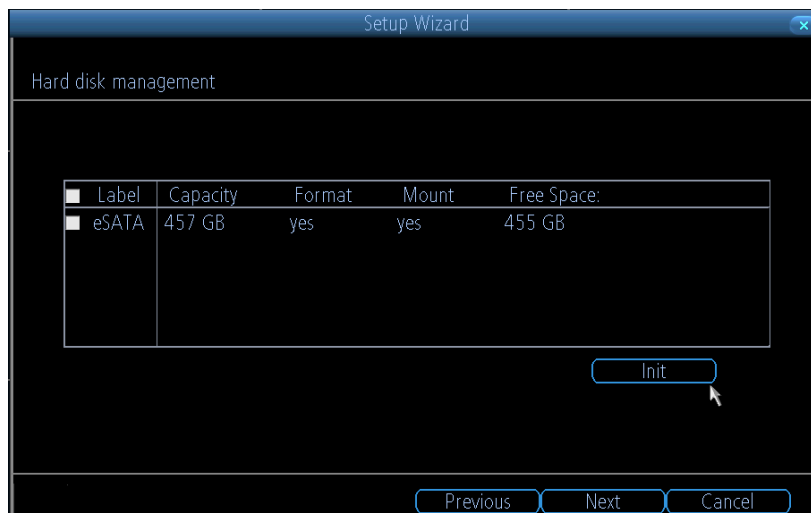 Setup Wizard
Hard disk management
Label Capacity Format Mount Free Space:
eSATA 457 GB yes yes 455 GB
Init
Previous Next Cancel